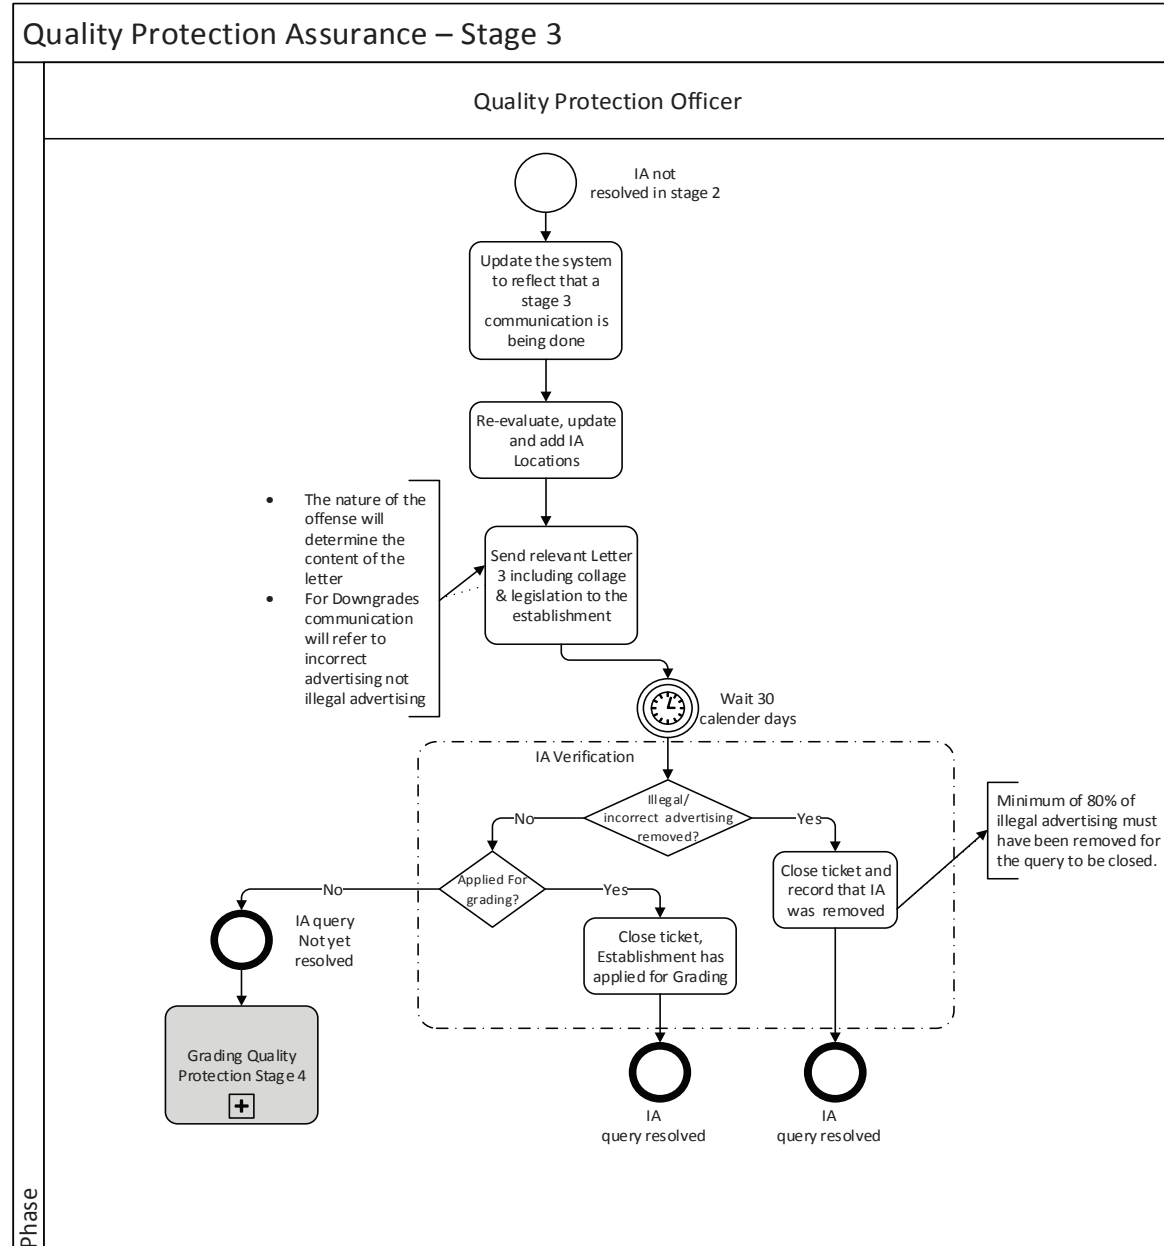 Quality Protection Assurance – Stage 3
Quality Protection Officer
IA not
resolved in stage 2
Update the system
to reflect that a
stage 3
communication is
being done
Re-evaluate, update
and add IA
Locations
• The nature of the
offense will
determine the
content of the
letter
• For Downgrades
communication
will refer to
incorrect
advertising not
illegal advertising
Send relevant Letter
3 including collage
& legislation to the
establishment
Wait 30
calender days
IA Verification
Illegal/
incorrect advertising
removed?
No
Yes
Minimum of 80% of
illegal advertising must
have been removed for
the query to be closed.
Close ticket and
record that IA
was removed
Applied For
grading?
No
Yes
IA query
Not yet
resolved
Close ticket,
Establishment has
applied for Grading
Grading Quality
Protection Stage 4
IA
query resolved
IA
query resolved
Phase